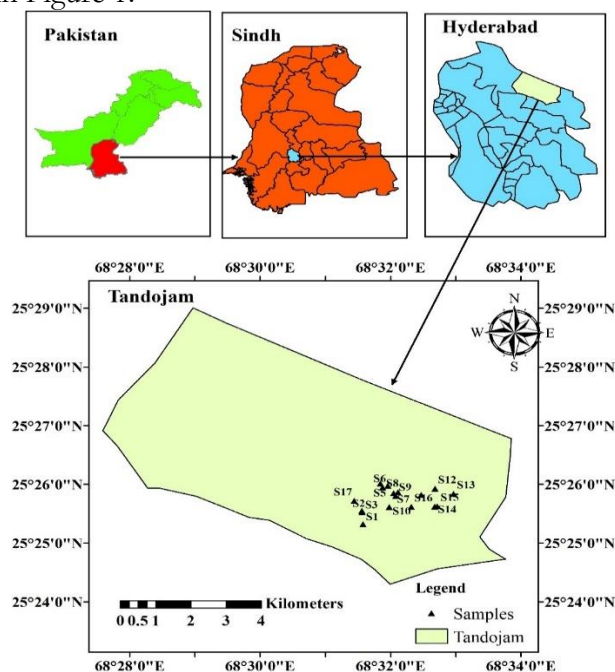 in Figure 1.
Pakistan
Sindh
Hyderabad
68°28'0"E 68°30'0"E 68°32'0"E 68°34'0"E
Tandojam
N
W E
S
25°29'0"N 25°29'0"N
25°28'0"N 25°28'0"N
25°27'0"N 25°27'0"N
25°26'0"N 25°26'0"N
25°25'0"N 25°25'0"N
25°24'0"N 25°24'0"N
S6 S8 S9 S12 S13
S17 S5 S7 S16 S15
S2 S3 S10 S14
S1
Legend
Samples
Tandojam
Kilometers
0 0.5 1 2 3 4
68°28'0"E 68°30'0"E 68°32'0"E 68°34'0"E